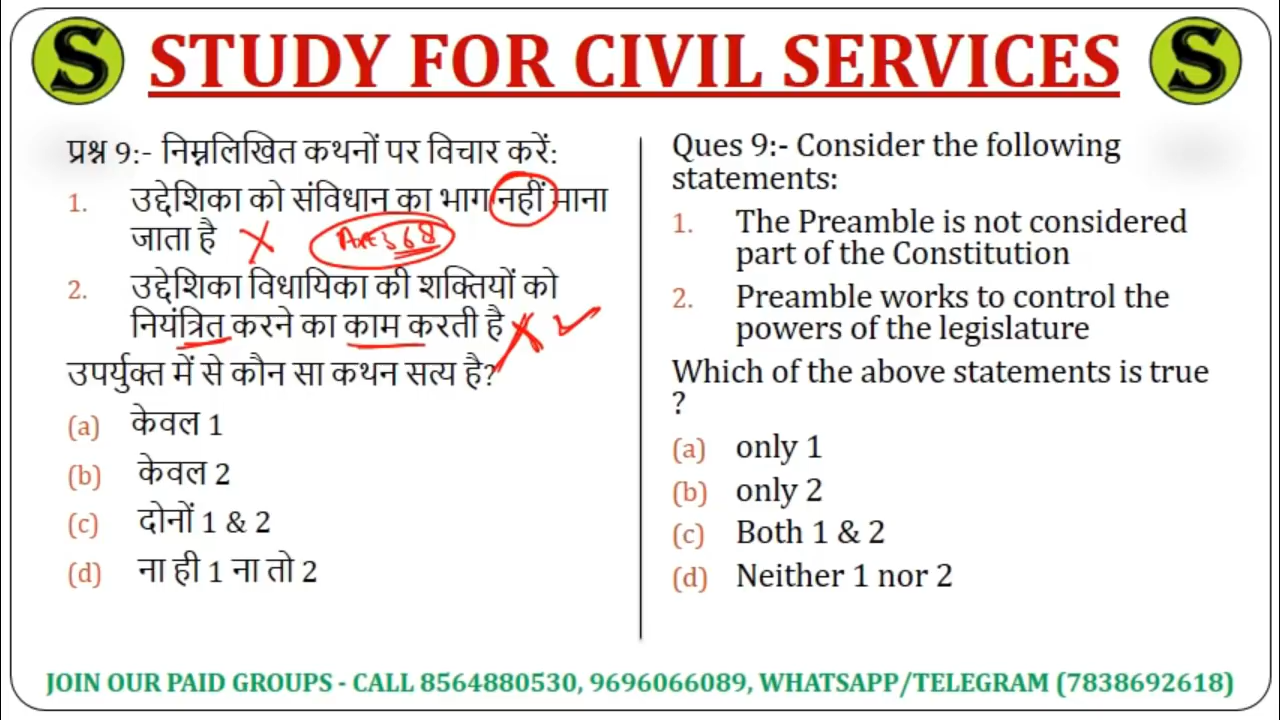 S STUDY FOR CIVIL SERVICES S
प्रश्न 9:- निम्नलिखित कथनों पर विचार करें:
1. उद्देशिका को संविधान का भाग नहीं माना
जाता है Art 368
2. उद्देशिका विधायिका की शक्तियों को
नियंत्रित करने का काम करती है
उपर्युक्त में से कौन सा कथन सत्य है?
(a) केवल 1
(b) केवल 2
(c) दोनों 1 & 2
(d) ना ही 1 ना तो 2
Ques 9:- Consider the following
statements:
1. The Preamble is not considered
part of the Constitution
2. Preamble works to control the
powers of the legislature
Which of the above statements is true
?
(a) only 1
(b) only 2
(c) Both 1 & 2
(d) Neither 1 nor 2
JOIN OUR PAID GROUPS - CALL 8564880530, 9696066089, WHATSAPP/TELEGRAM (7838692618)